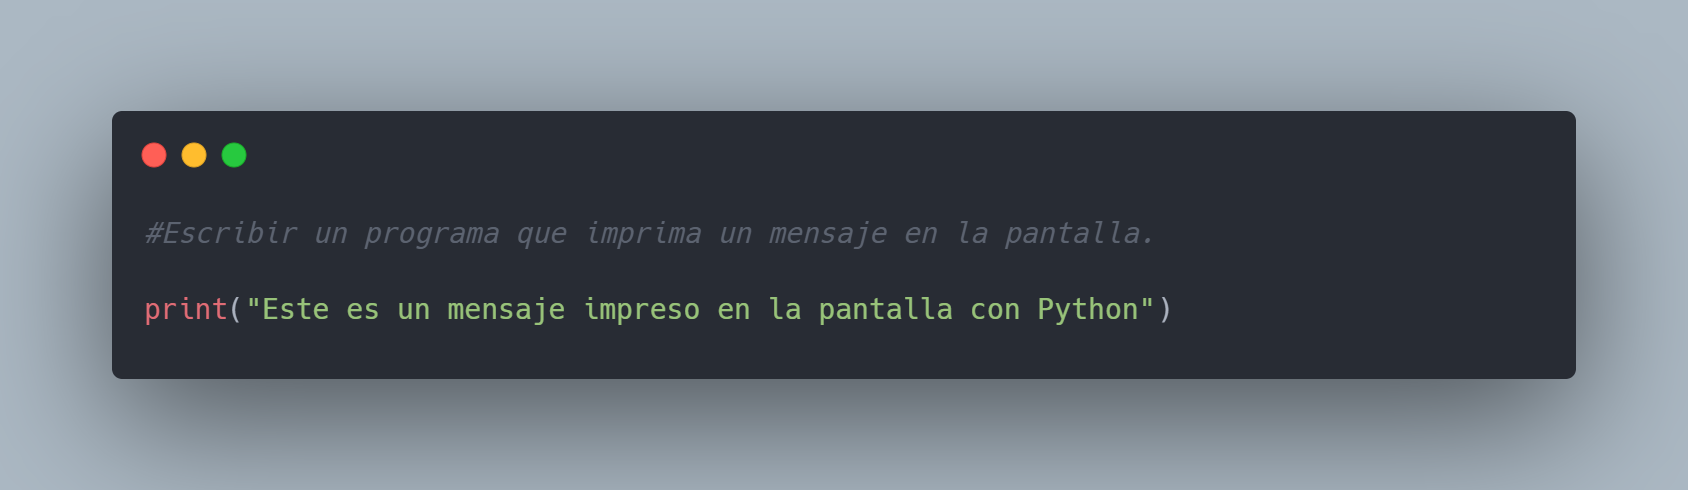 #Escribir un programa que imprima un mensaje en la pantalla.
print("Este es un mensaje impreso en la pantalla con Python")